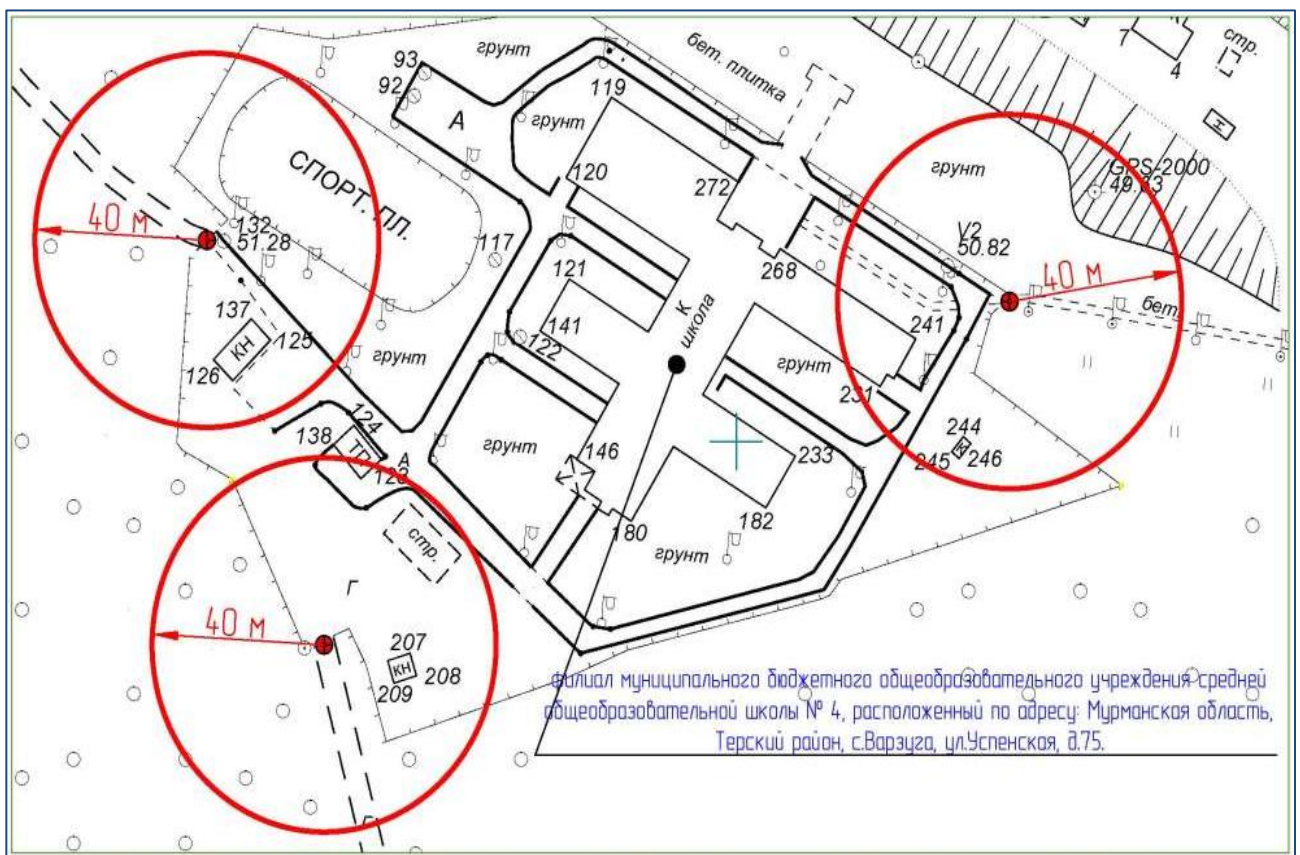 грунт
бет. плитка
7
4
стр.
93
92
119
А
грунт
Н
СПОРТ. ПЛ.
120
272
грунт
GPS-2000
49.63
40 м
132
51.28
117
V2
50.82
40 м
121
268
бет.
137
КН
125
141
122
К
школа
241
126
грунт
грунт
231
124
138
ТП
123
А
грунт
146
233
244
К
245
246
180
182
стр.
грунт
Г
40 м
207
КН
208
209
филиал муниципального бюджетного общеобразовательного учреждения средней
общеобразовательной школы № 4, расположенный по адресу: Мурманская область,
Терский район, с.Варзуга, ул.Успенская, д.75.
Г